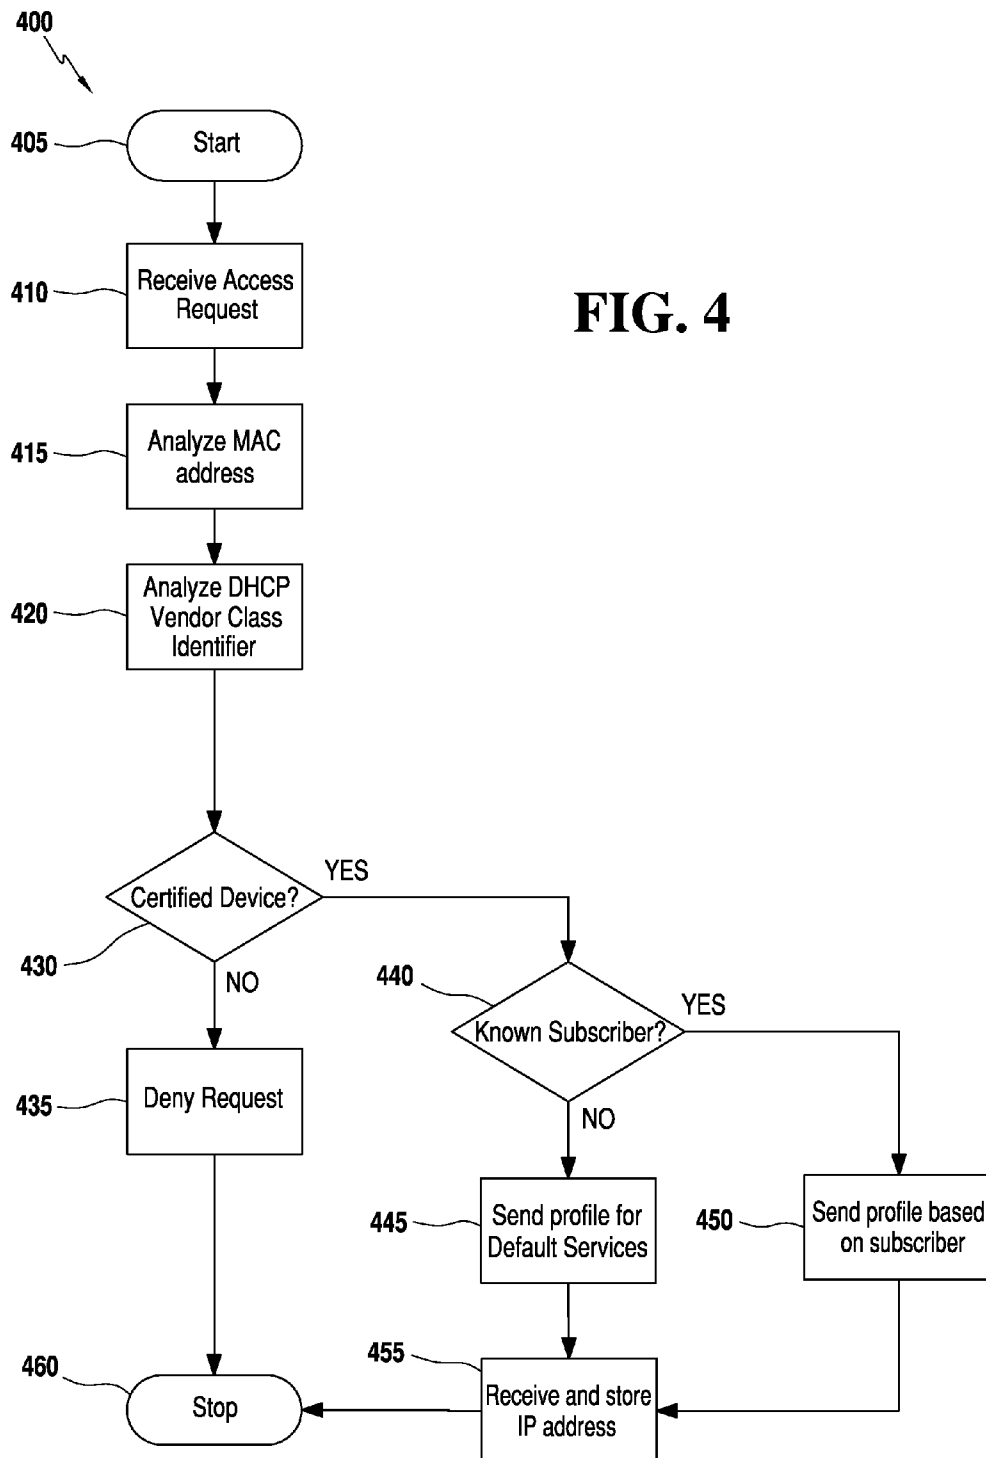 400
405
Start
410
Receive Access
Request
FIG. 4
415
Analyze MAC
address
420
Analyze DHCP
Vendor Class
Identifier
Certified Device?
YES
430
NO
440
Known Subscriber?
YES
NO
435
Deny Request
445
Send profile for
Default Services
450
Send profile based
on subscriber
455
Receive and store
IP address
460
Stop